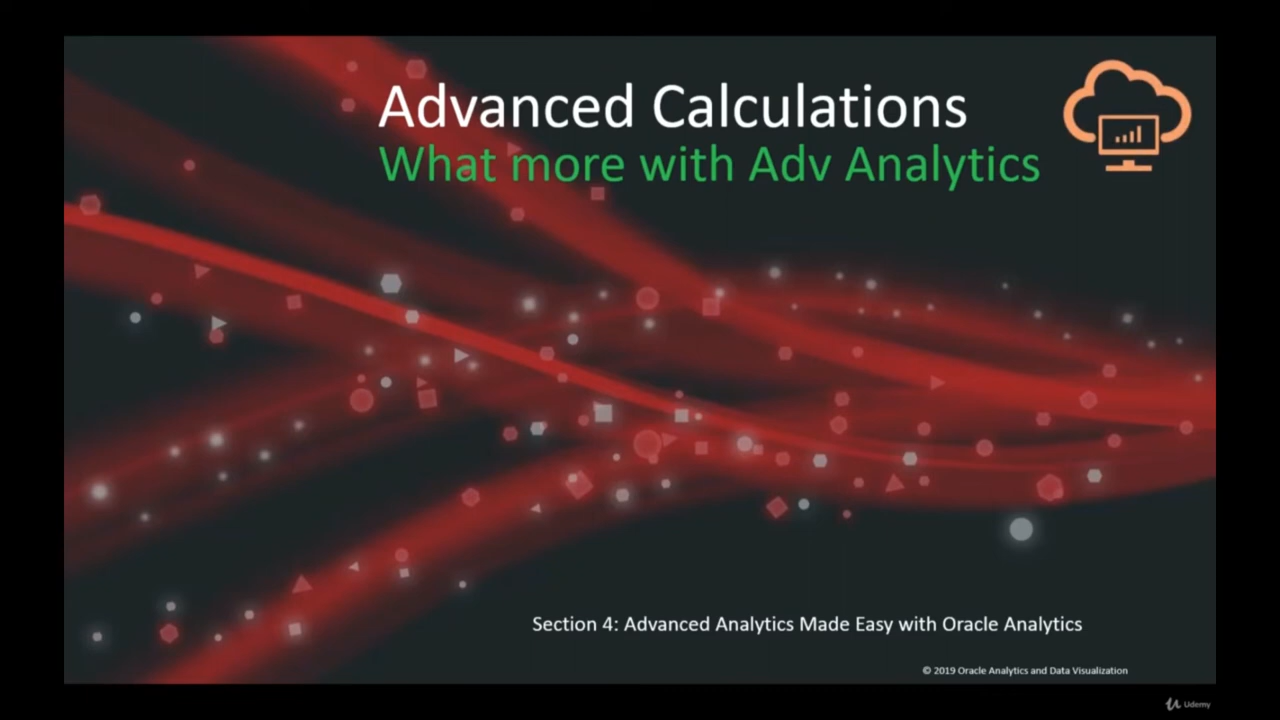 Advanced Calculations
What more with Adv Analytics
Section 4: Advanced Analytics Made Easy with Oracle Analytics
© 2019 Oracle Analytics and Data Visualization
Udemy